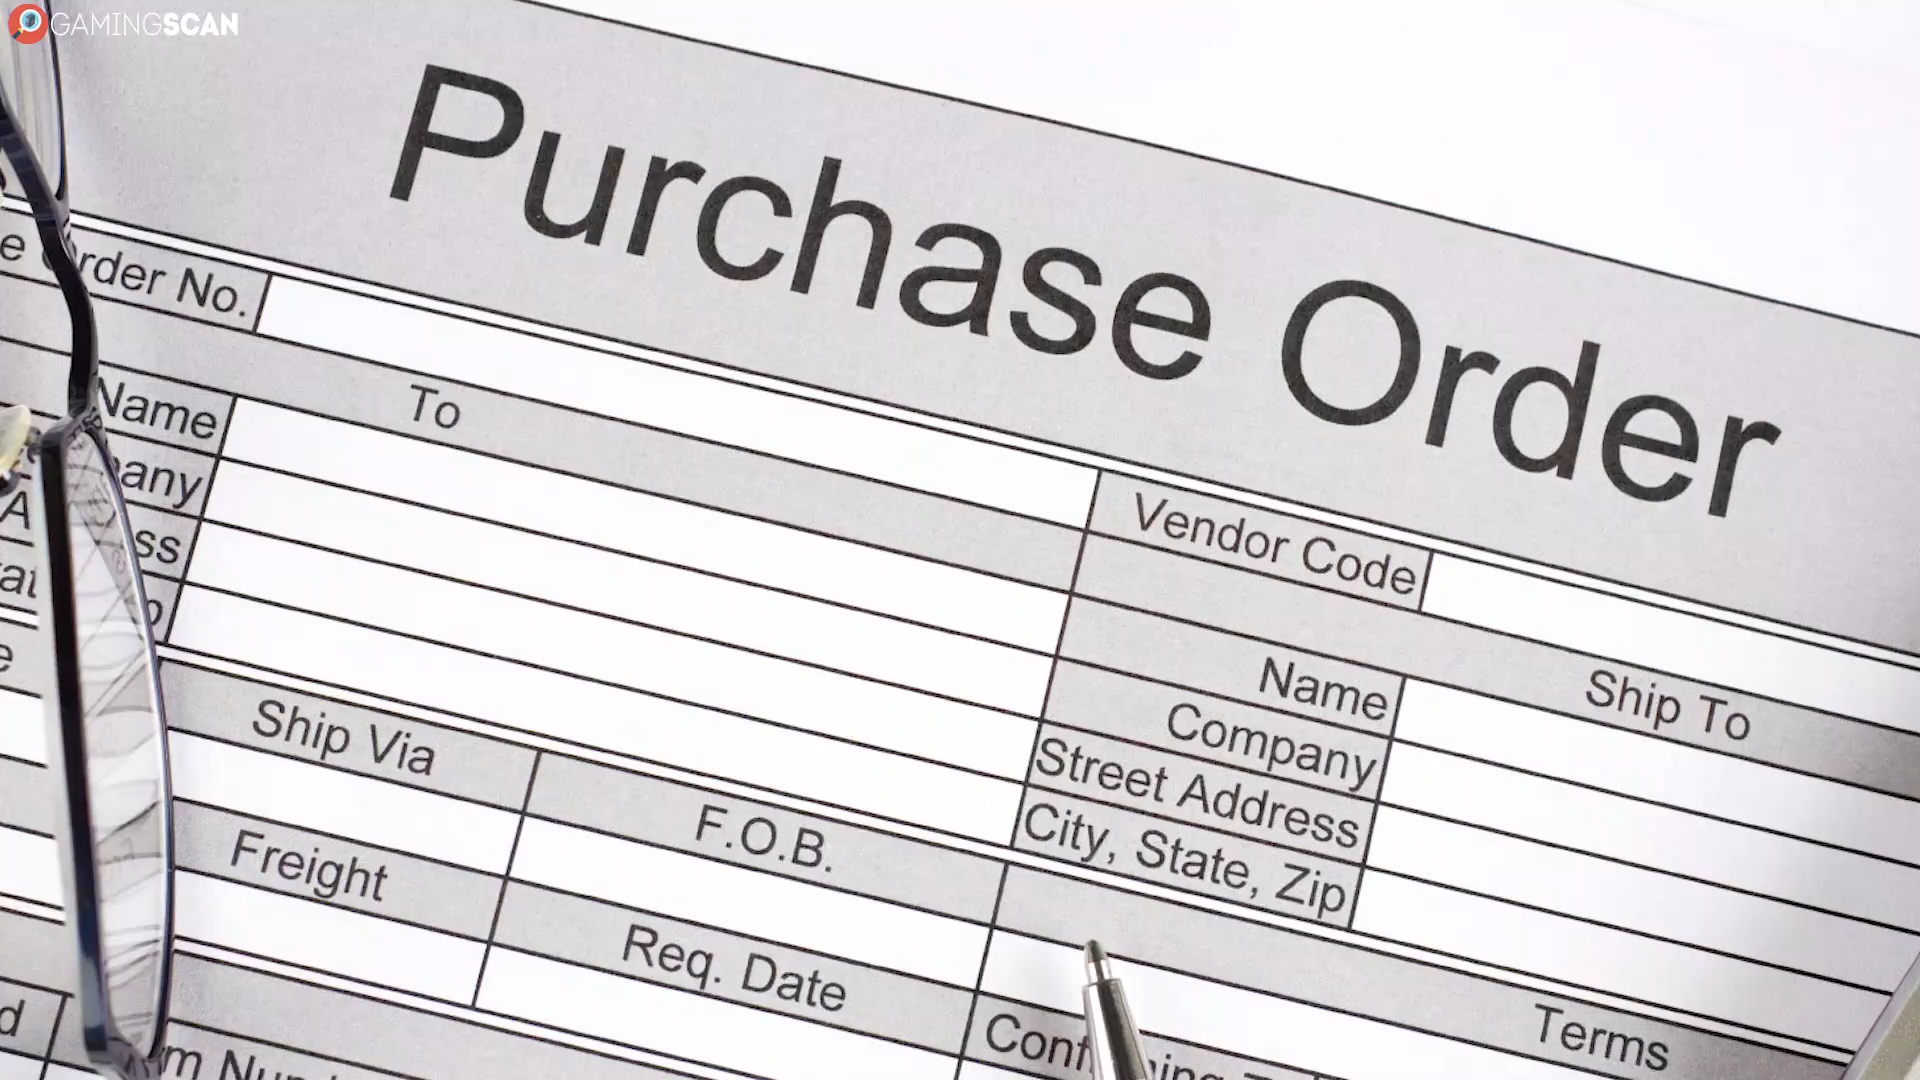 GAMINGSCAN
Purchase Order
rder No.
Vendor Code
To
Name
any
ss
Ship To
Name
Company
Street Address
City, State, Zip
Ship Via
F.O.B.
Terms
Freight
Req. Date